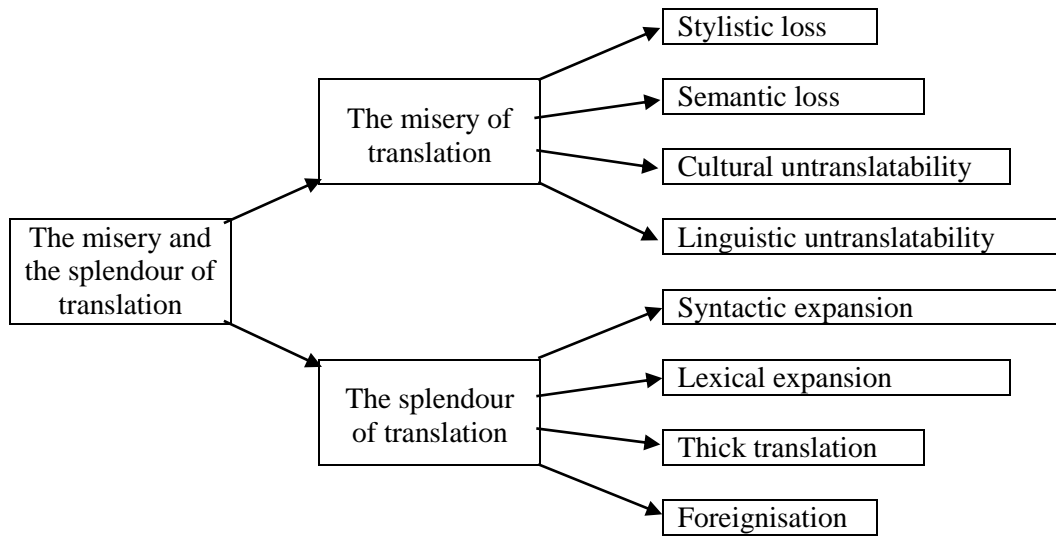 The misery and
the splendour of
translation
The misery of
translation
Stylistic loss
Semantic loss
Cultural untranslatability
Linguistic untranslatability
The splendour
of translation
Syntactic expansion
Lexical expansion
Thick translation
Foreignisation